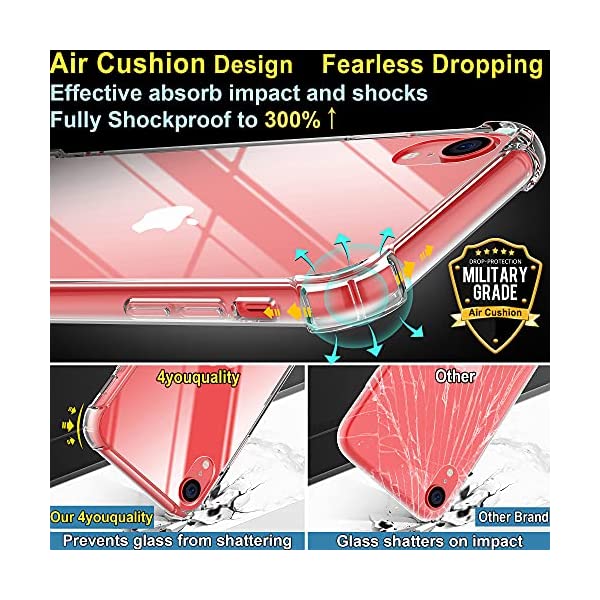 Air Cushion Design Fearless Dropping
Effective absorb impact and shocks
Fully Shockproof to 300% ↑
DROP-PROTECTION
MILITARY
GRADE
Air Cushion
4youquality
Other
Our 4youquality
Other Brand
Prevents glass from shattering
Glass shatters on impact